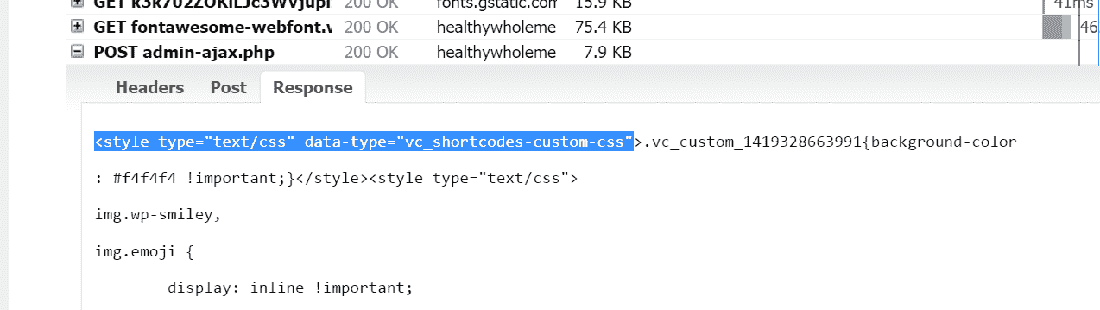 200 OK fonts.gstatic.com 15.9 KB 41ms
GET fontawesome-webfont.v 200 OK healthywholeme 75.4 KB 46
POST admin-ajax.php 200 OK healthywholeme 7.9 KB
Headers Post Response
<style type="text/css" data-type="vc_shortcodes-custom-css">.vc_custom_1419328663991{background-color
: #f4f4f4 !important;}</style><style type="text/css">
img.wp-smiley,
img.emoji {
display: inline !important;